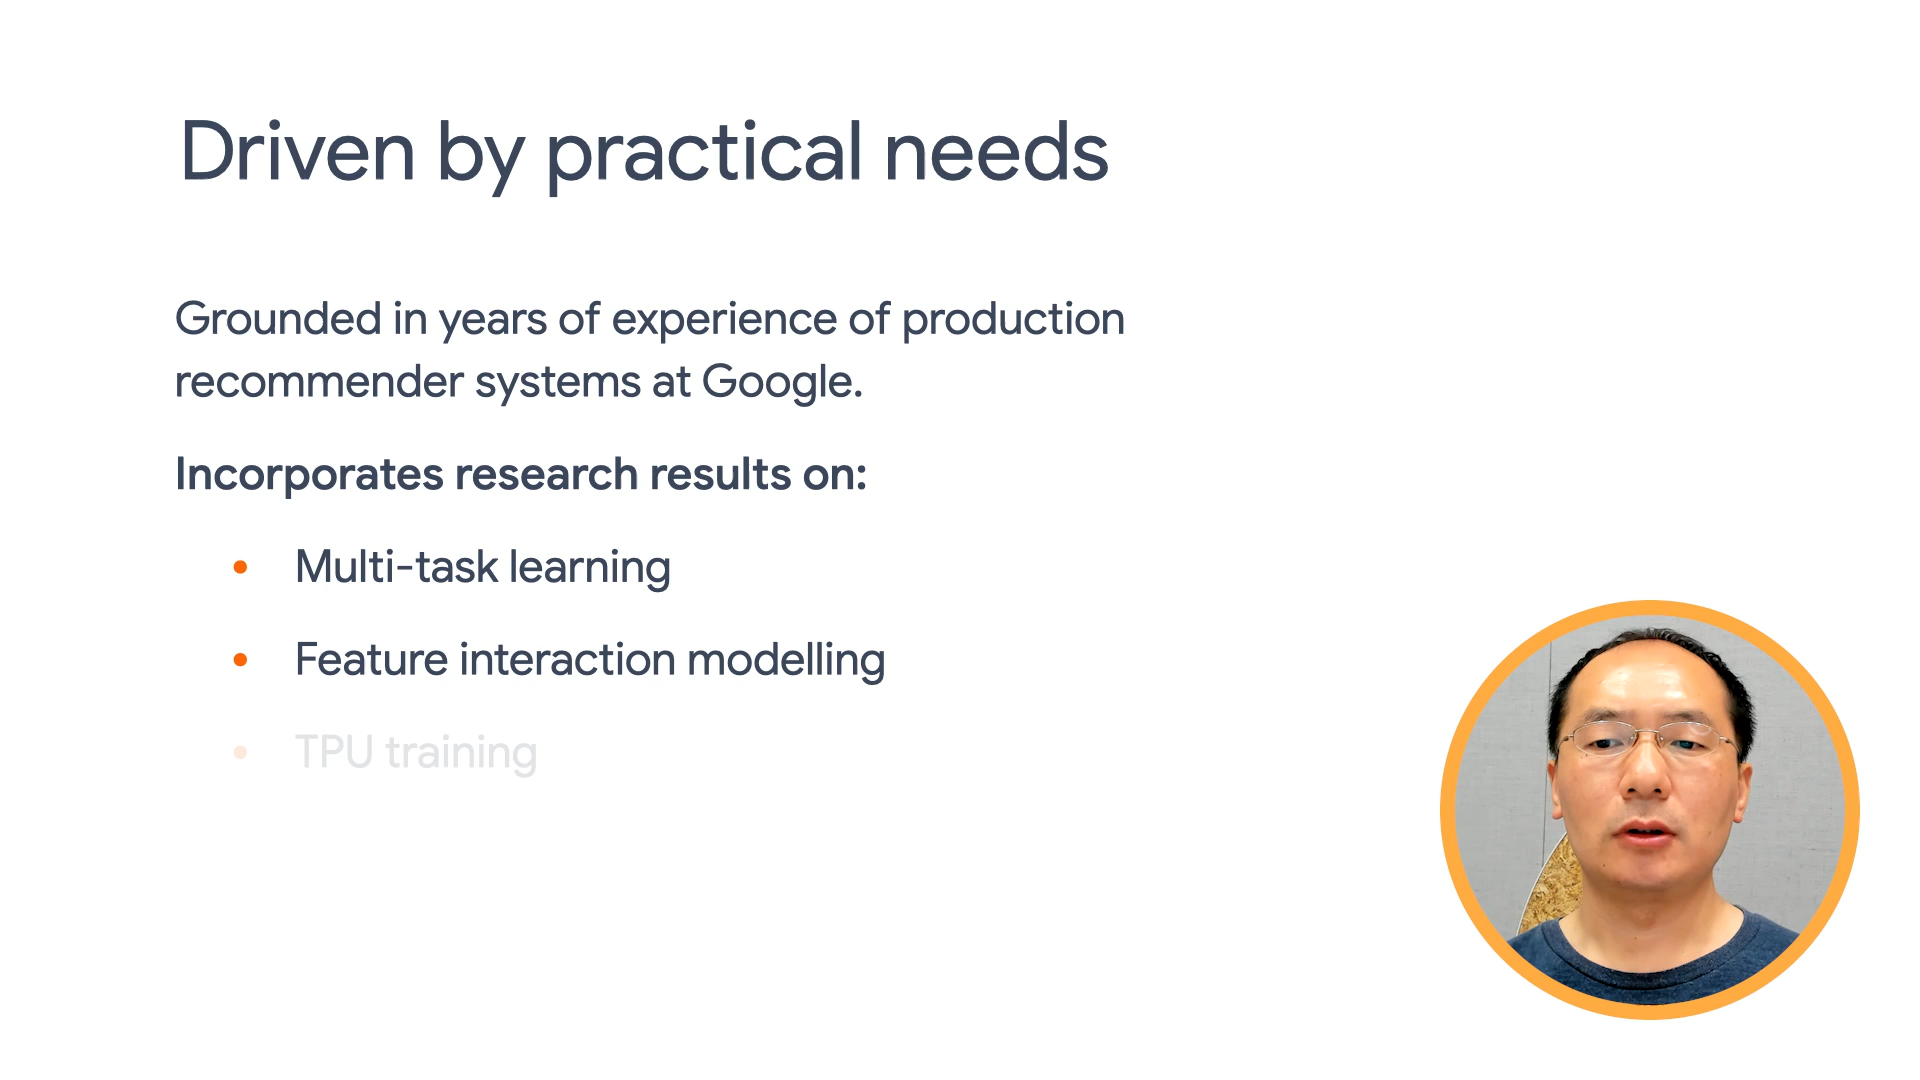 Driven by practical needs
Grounded in years of experience of production
recommender systems at Google.
Incorporates research results on:
• Multi-task learning
• Feature interaction modelling
• TPU training